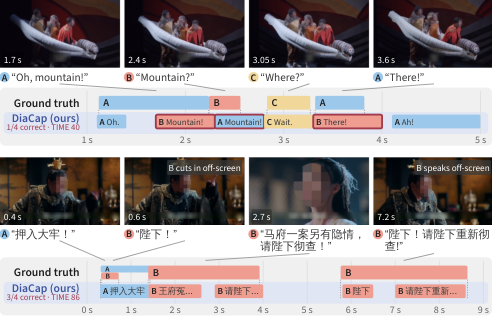 1.7 s
2.4 s
3.05 s
3.6 s
A “Oh, mountain!”
B “Mountain?”
C “Where?”
A “There!”
Ground truth
A
B
C
A
DiaCap (ours)
1/4 correct · TIME 40
A Oh.
B Mountain!
A Mountain!
C Wait.
B There!
A Ah!
1 s
2 s
3 s
4 s
5 s
0.4 s
B cuts in off-screen
0.6 s
2.7 s
B speaks off-screen
7.2 s
A “押入大牢！”
B “陛下！”
B “马府一案另有隐情，
请陛下彻查！”
B “陛下！请陛下重新彻
查!”
Ground truth
A
B
B
B
DiaCap (ours)
3/4 correct · TIME 86
A 押入大牢
B 王府冤...
B 请陛下...
B 陛下
B 请陛下重新...
0 s
1 s
2 s
3 s
4 s
5 s
6 s
7 s
8 s
9 s